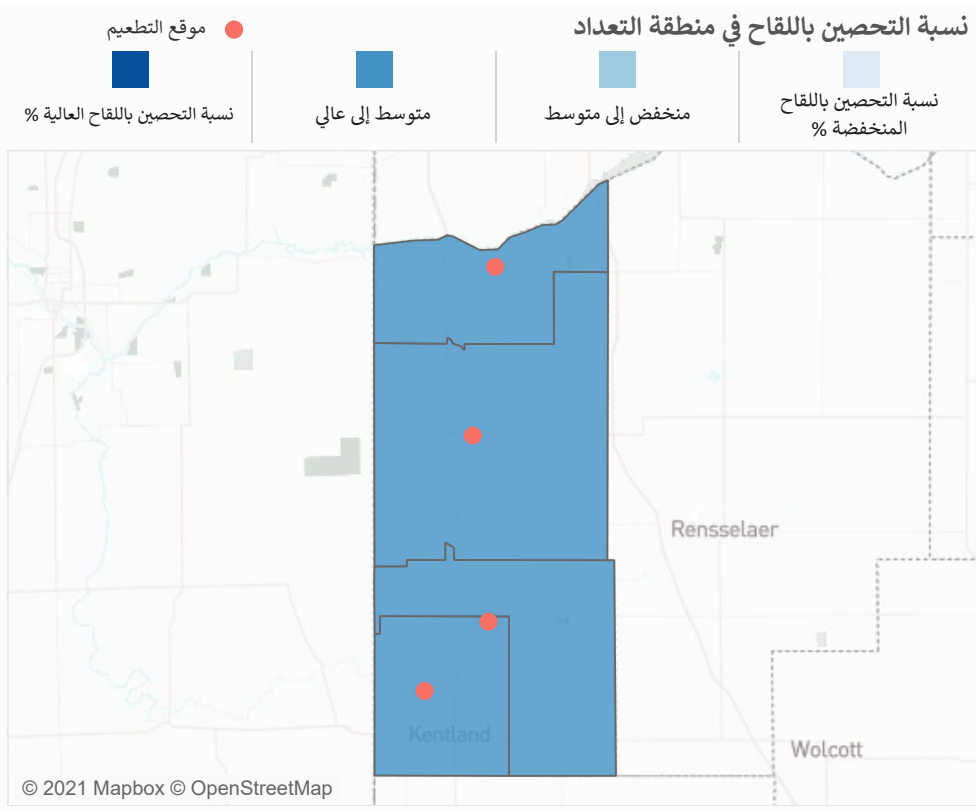 نسبة التحصين باللقاح في منطقة التعداد
موقع التطعيم
نسبة التحصين باللقاح
المنخفضة %
منخفض إلى متوسط
متوسط إلى عالي
نسبة التحصين باللقاح العالية %
Rensselaer
Kentland
Wolcott
© 2021 Mapbox © OpenStreetMap